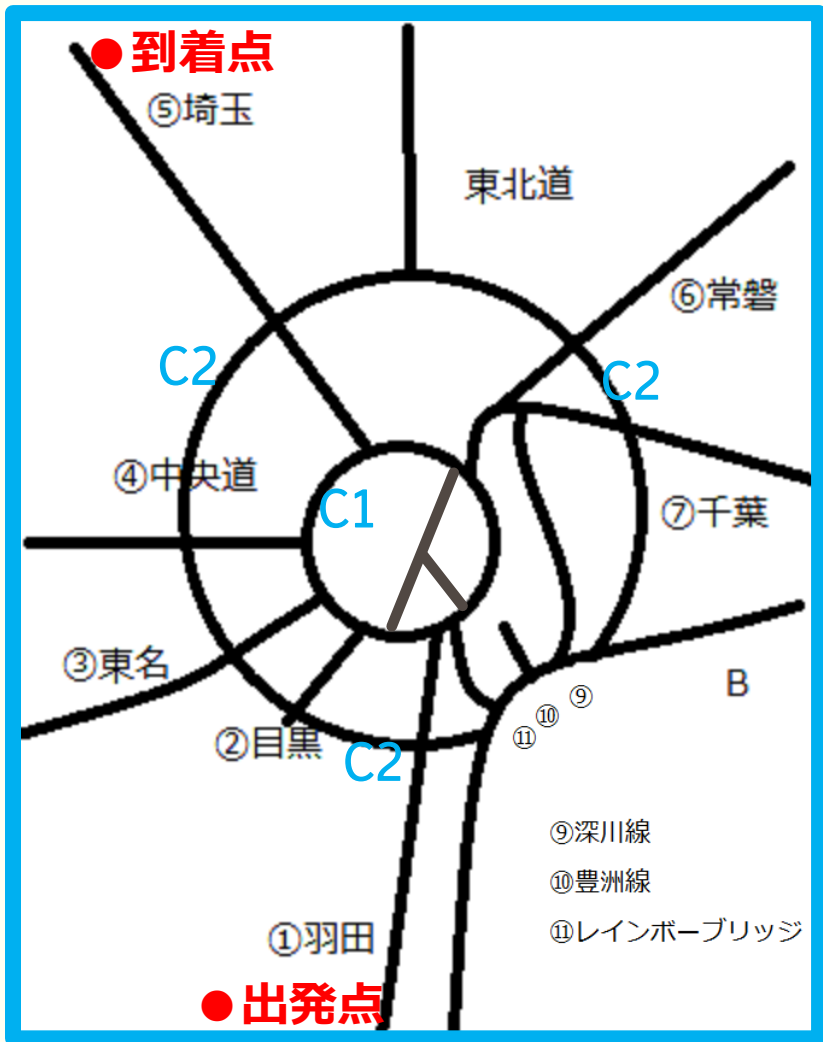 ●到着点
⑤埼玉
東北道
⑥常磐
C2
C2
④中央道
C1
⑦千葉
③東名
B
⑨
⑩
⑪
②目黒
C2
⑨深川線
⑩豊洲線
⑪レインボーブリッジ
①羽田
●出発点